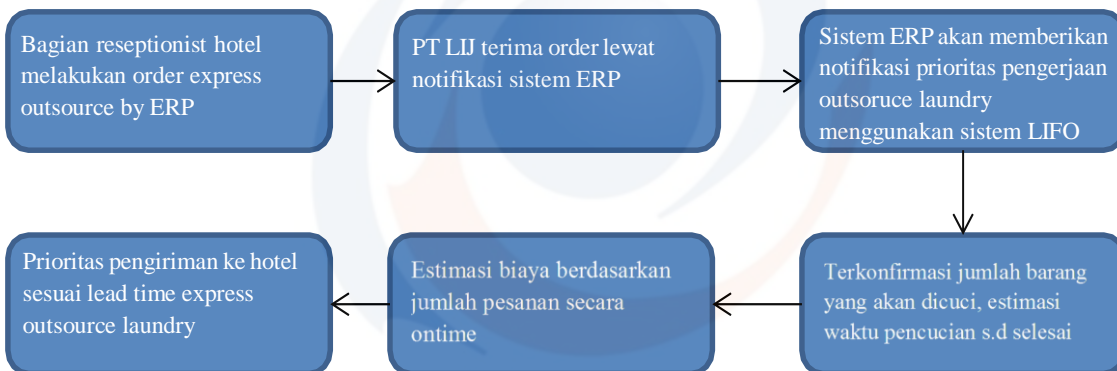 Bagian reseptionist hotel
melakukan order express
outsource by ERP
PT LIJ terima order lewat
notifikasi sistem ERP
Sistem ERP akan memberikan
notifikasi prioritas pengerjaan
outsoruce laundry
menggunakan sistem LIFO
Terkonfirmasi jumlah barang
yang akan dicuci, estimasi
waktu pencucian s.d selesai
Estimasi biaya berdasarkan
jumlah pesanan secara
ontime
Prioritas pengiriman ke hotel
sesuai lead time express
outsource laundry